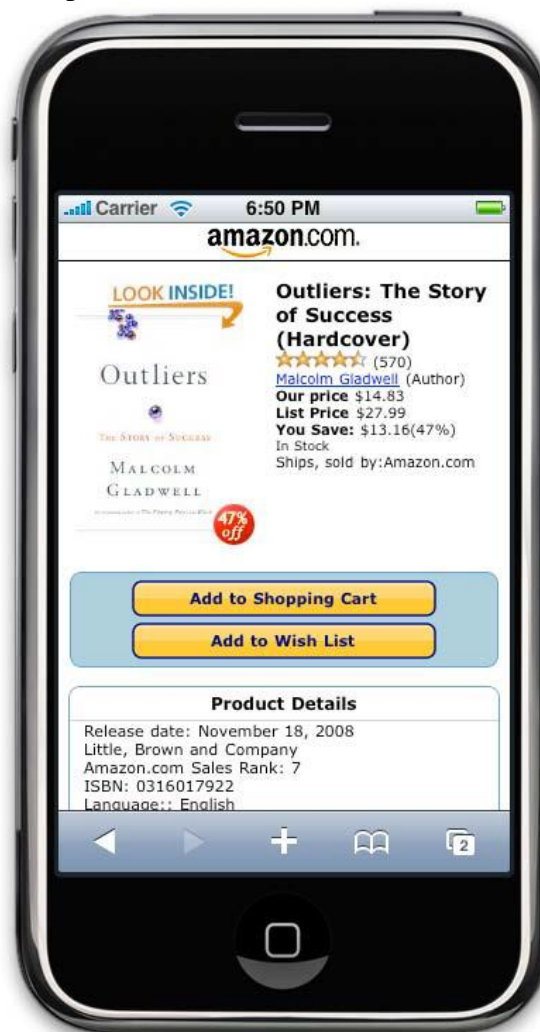 Carrier
6:50 PM
amazon.com.
LOOK INSIDE!
Outliers
THE STORY OF SUCCESS
MALCOLM
GLADWELL
47%
off
Outliers: The Story
of Success
(Hardcover)
(570)
Malcolm Gladwell (Author)
Our price $14.83
List Price $27.99
You Save: $13.16(47%)
In Stock
Ships, sold by:Amazon.com
Add to Shopping Cart
Add to Wish List
Product Details
Release date: November 18, 2008
Little, Brown and Company
Amazon.com Sales Rank: 7
ISBN: 0316017922
Language:: English
2